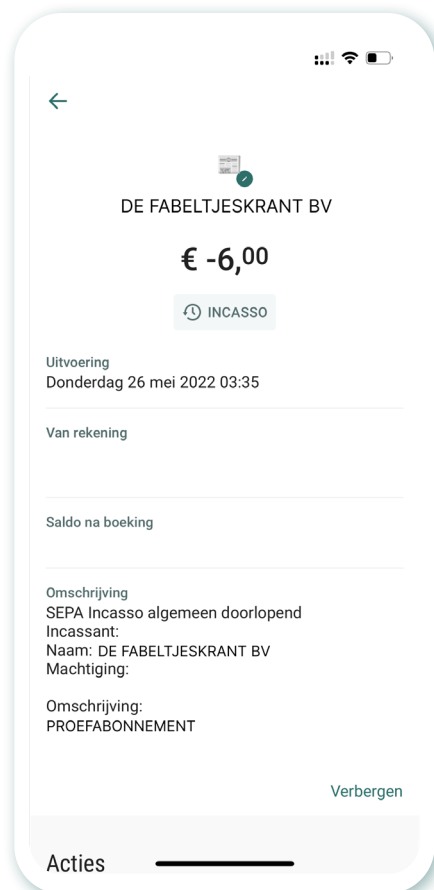 DE FABELTJESKRANT BV
€ -6,00
INCASSO
Uitvoering
Donderdag 26 mei 2022 03:35
Van rekening
Saldo na boeking
Omschrijving
SEPA Incasso algemeen doorlopend
Incassant:
Naam: DE FABELTJESKRANT BV
Machtiging:
Omschrijving:
PROEFABONNEMENT
Verbergen
Acties